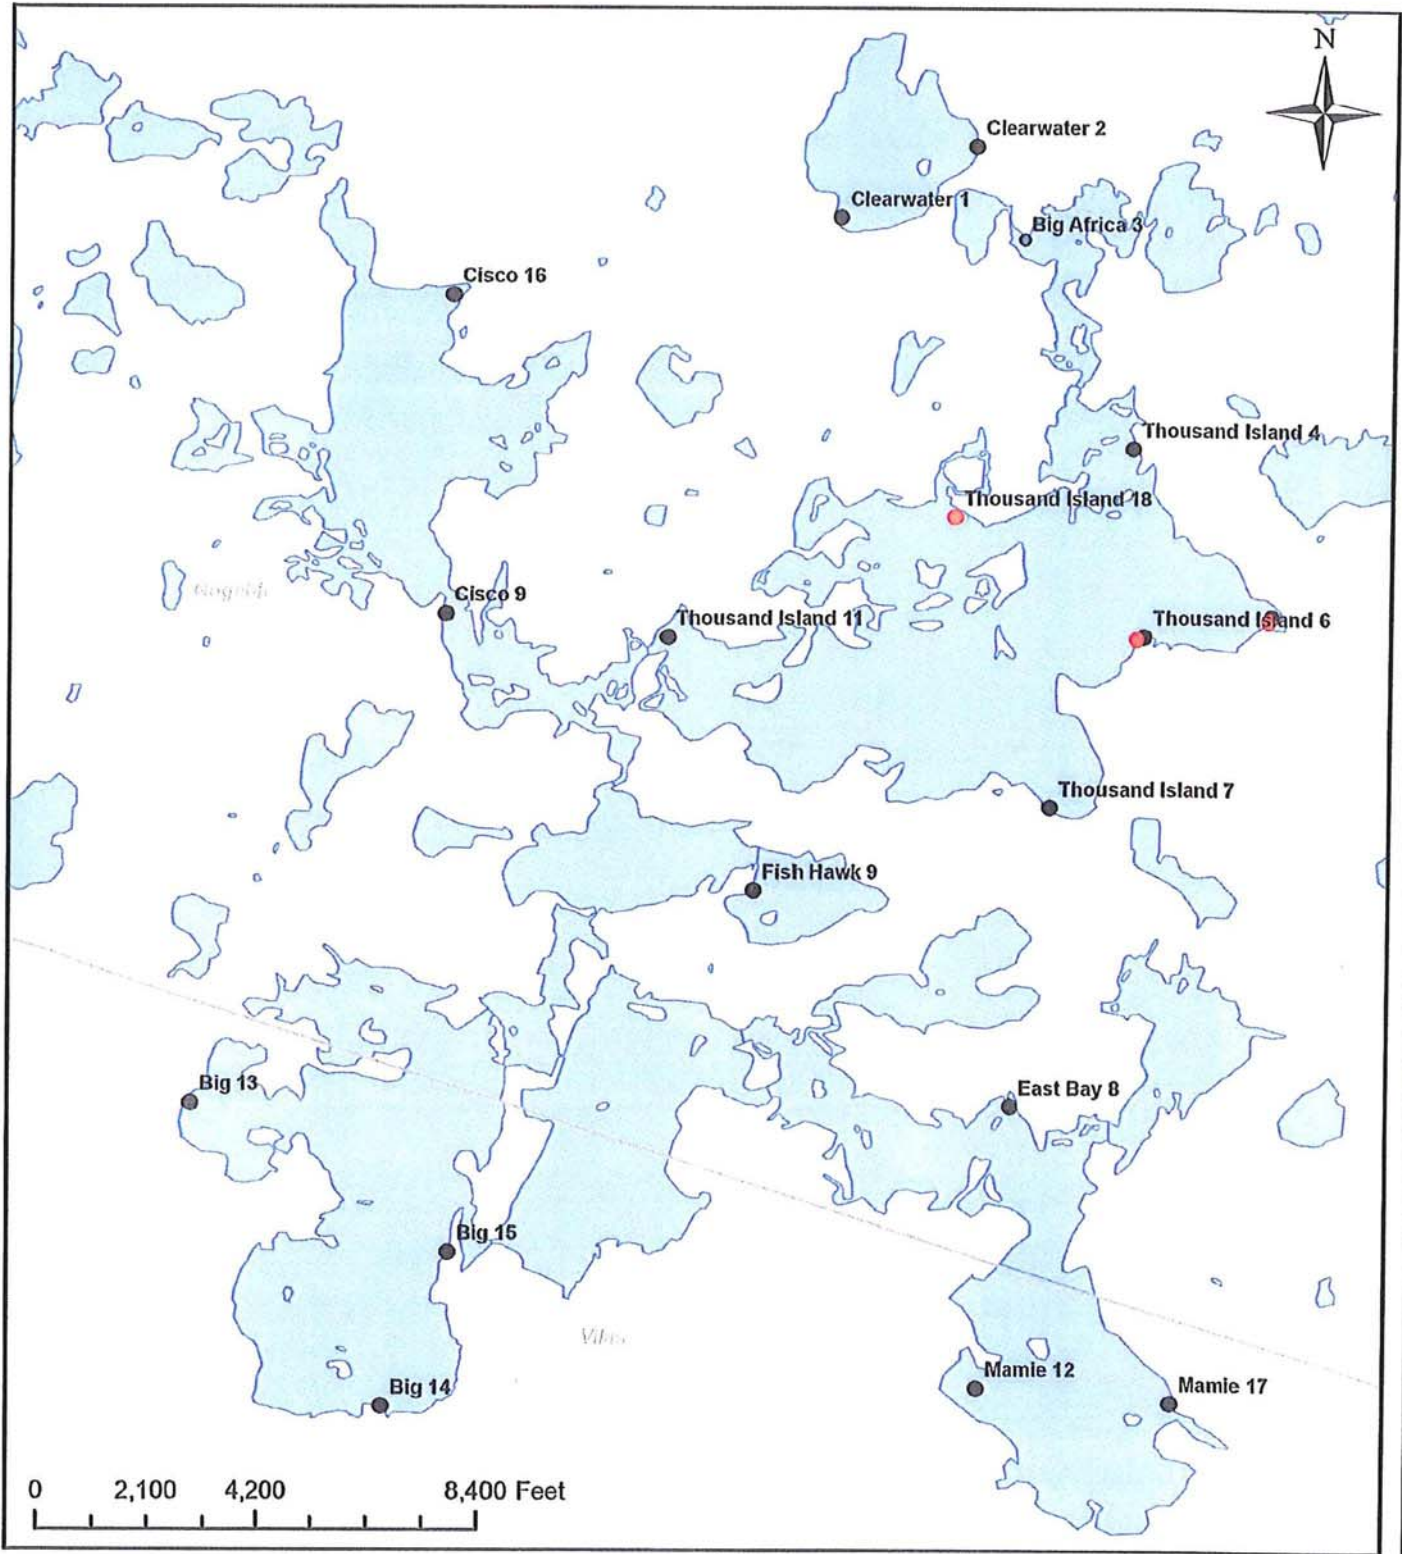 N
Clearwater 2
Clearwater 1
Big Africa 3
Cisco 16
Thousand Island 4
Thousand Island 18
Cisco 9
Thousand Island 11
Thousand Island 6
Thousand Island 7
Fish Hawk 9
Big 13
East Bay 8
Big 15
Vilas
Mamie 12
Big 14
Mamie 17
0 2,100 4,200 8,400 Feet